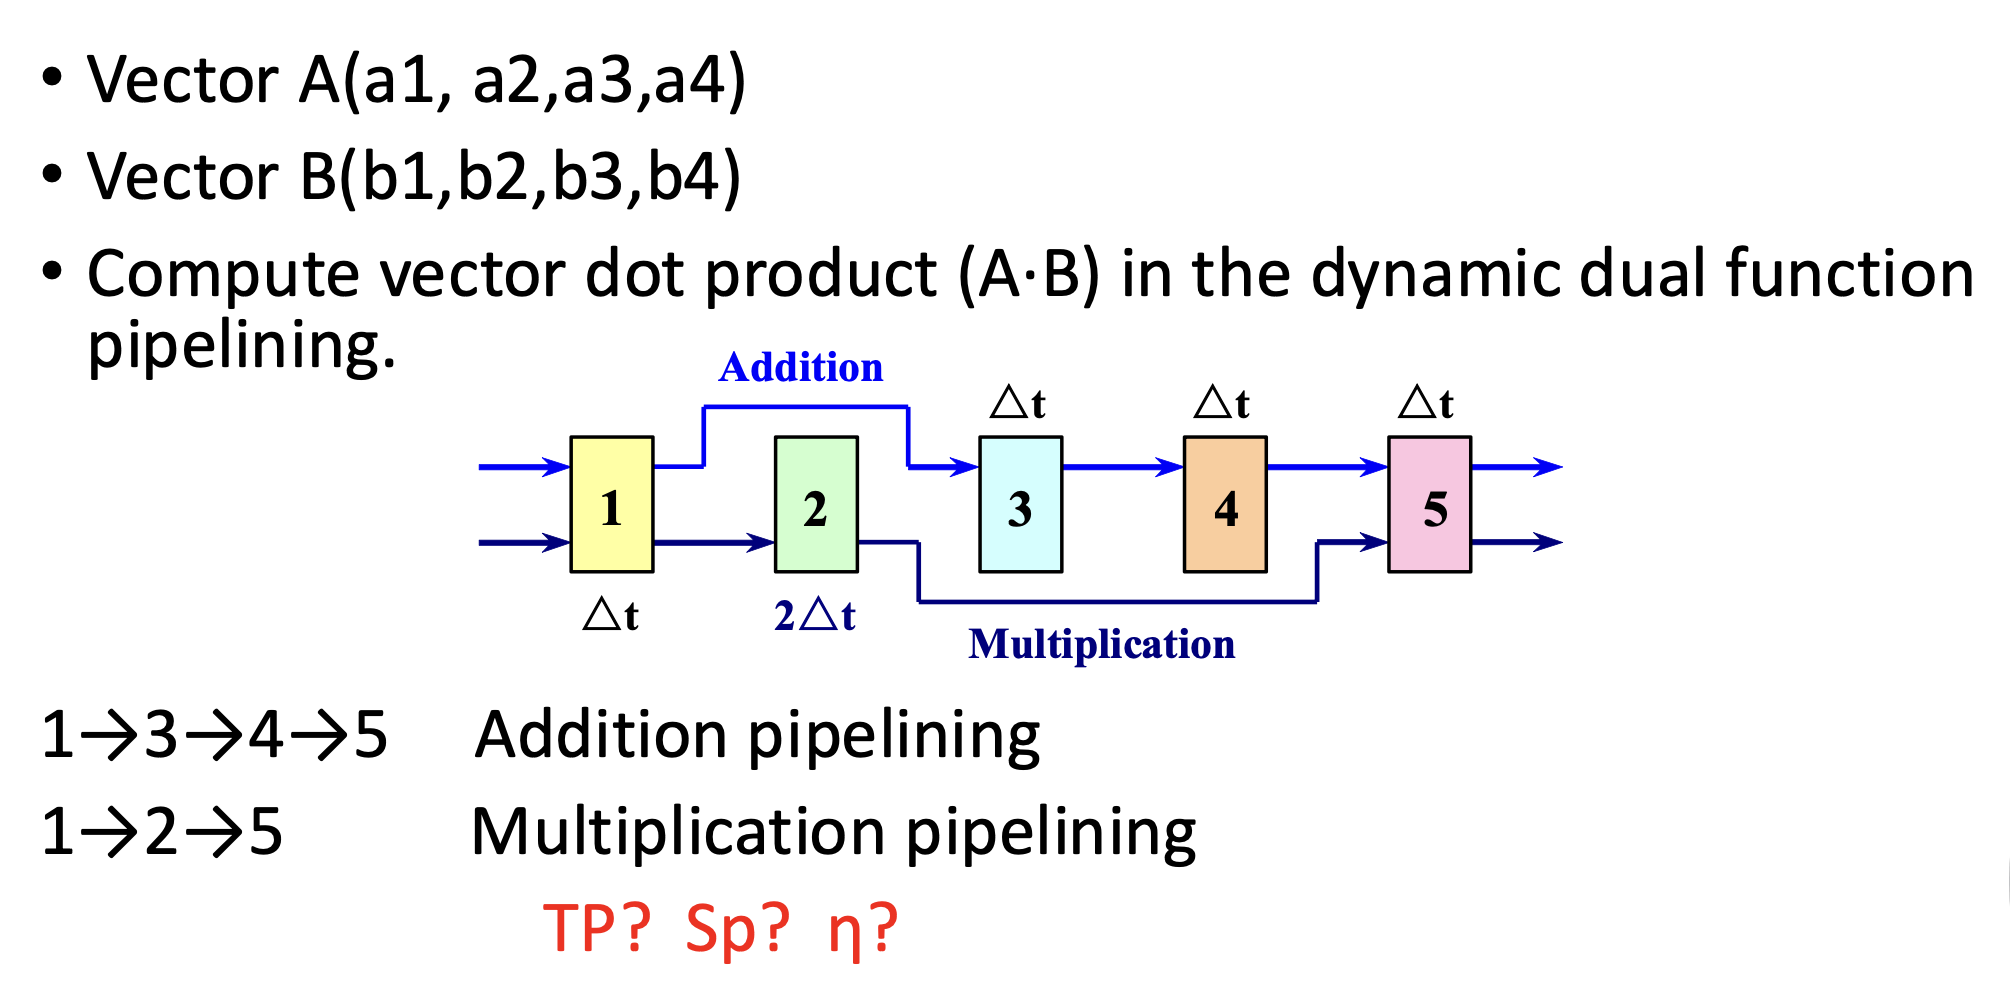 • Vector A(a1, a2,a3,a4)
• Vector B(b1,b2,b3,b4)
• Compute vector dot product (A·B) in the dynamic dual function
pipelining.
Addition
△t △t △t
1 2 3 4 5
△t 2△t
Multiplication
1→3→4→5 Addition pipelining
1→2→5 Multiplication pipelining
TP? Sp? η?